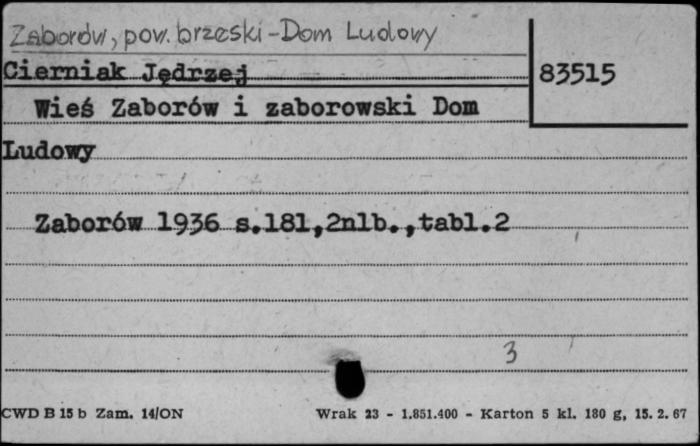 Zaborów, pow. brzeski - Dom Ludowy
Cierniak Jędrzej
83515
Wieś Zaborów i zaborowski Dom
Ludowy
Zaborów 1936 s.181,2nlb.,tabl.2
3
CWD B 15 b Zam. 14/ON
Wrak 23 - 1.851.400 - Karton 5 kl. 180 g, 15. 2. 67